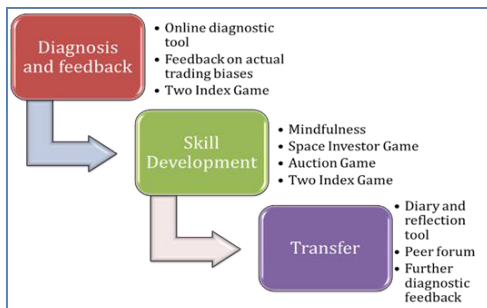 Diagnosis
and feedback
• Online diagnostic
tool
• Feedback on actual
trading biases
• Two Index Game
Skill
Development
• Mindfulness
• Space Investor Game
• Auction Game
• Two Index Game
Transfer
• Diary and
reflection
tool
• Peer forum
• Further
diagnostic
feedback